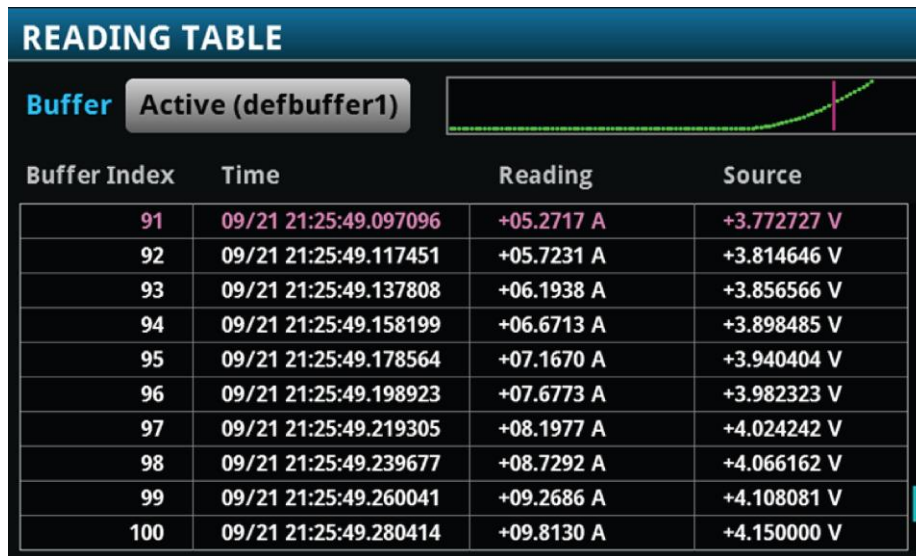 READING TABLE
Buffer Active (defbuffer1)
Buffer Index Time Reading Source
91 09/21 21:25:49.097096 +05.2717 A +3.772727 V
92 09/21 21:25:49.117451 +05.7231 A +3.814646 V
93 09/21 21:25:49.137808 +06.1938 A +3.856566 V
94 09/21 21:25:49.158199 +06.6713 A +3.898485 V
95 09/21 21:25:49.178564 +07.1670 A +3.940404 V
96 09/21 21:25:49.198923 +07.6773 A +3.982323 V
97 09/21 21:25:49.219305 +08.1977 A +4.024242 V
98 09/21 21:25:49.239677 +08.7292 A +4.066162 V
99 09/21 21:25:49.260041 +09.2686 A +4.108081 V
100 09/21 21:25:49.280414 +09.8130 A +4.150000 V